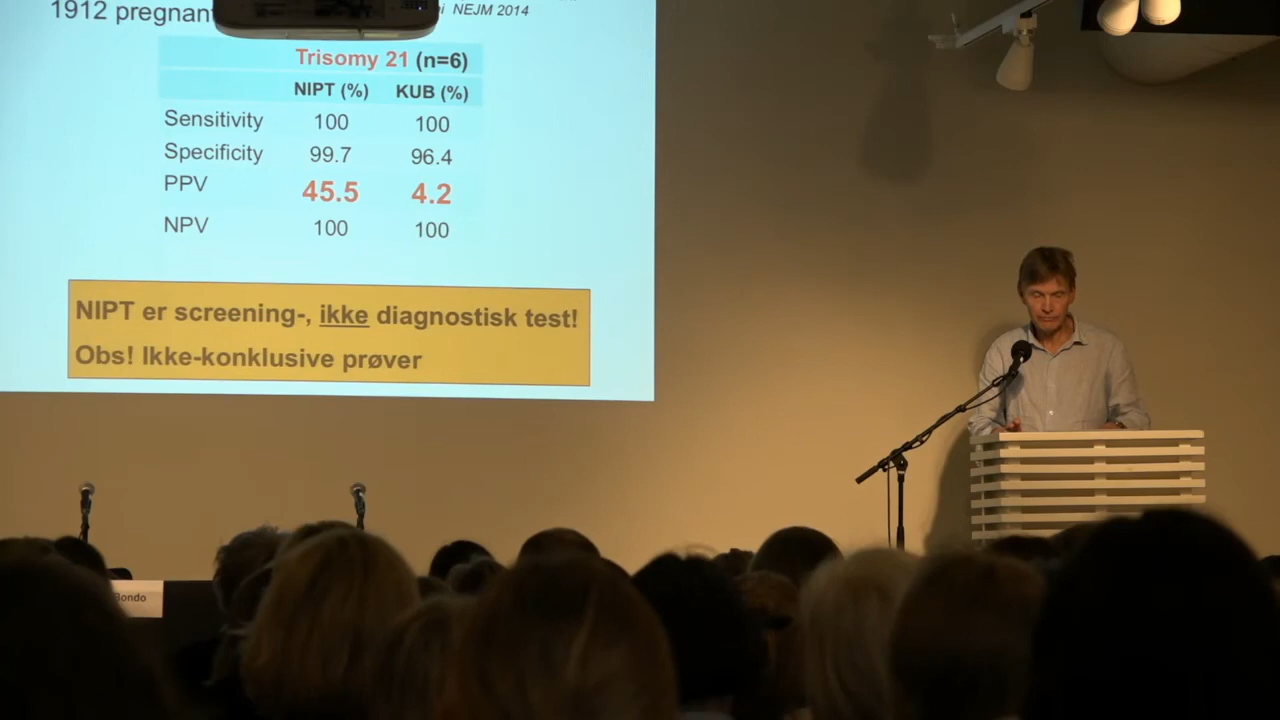 1912 pregnan
NEJM 2014
Trisomy 21 (n=6)
NIPT (%) KUB (%)
Sensitivity 100 100
Specificity 99.7 96.4
PPV 45.5 4.2
NPV 100 100
NIPT er screening-, ikke diagnostisk test!
Obs! Ikke-konklusive prøver
Bondo